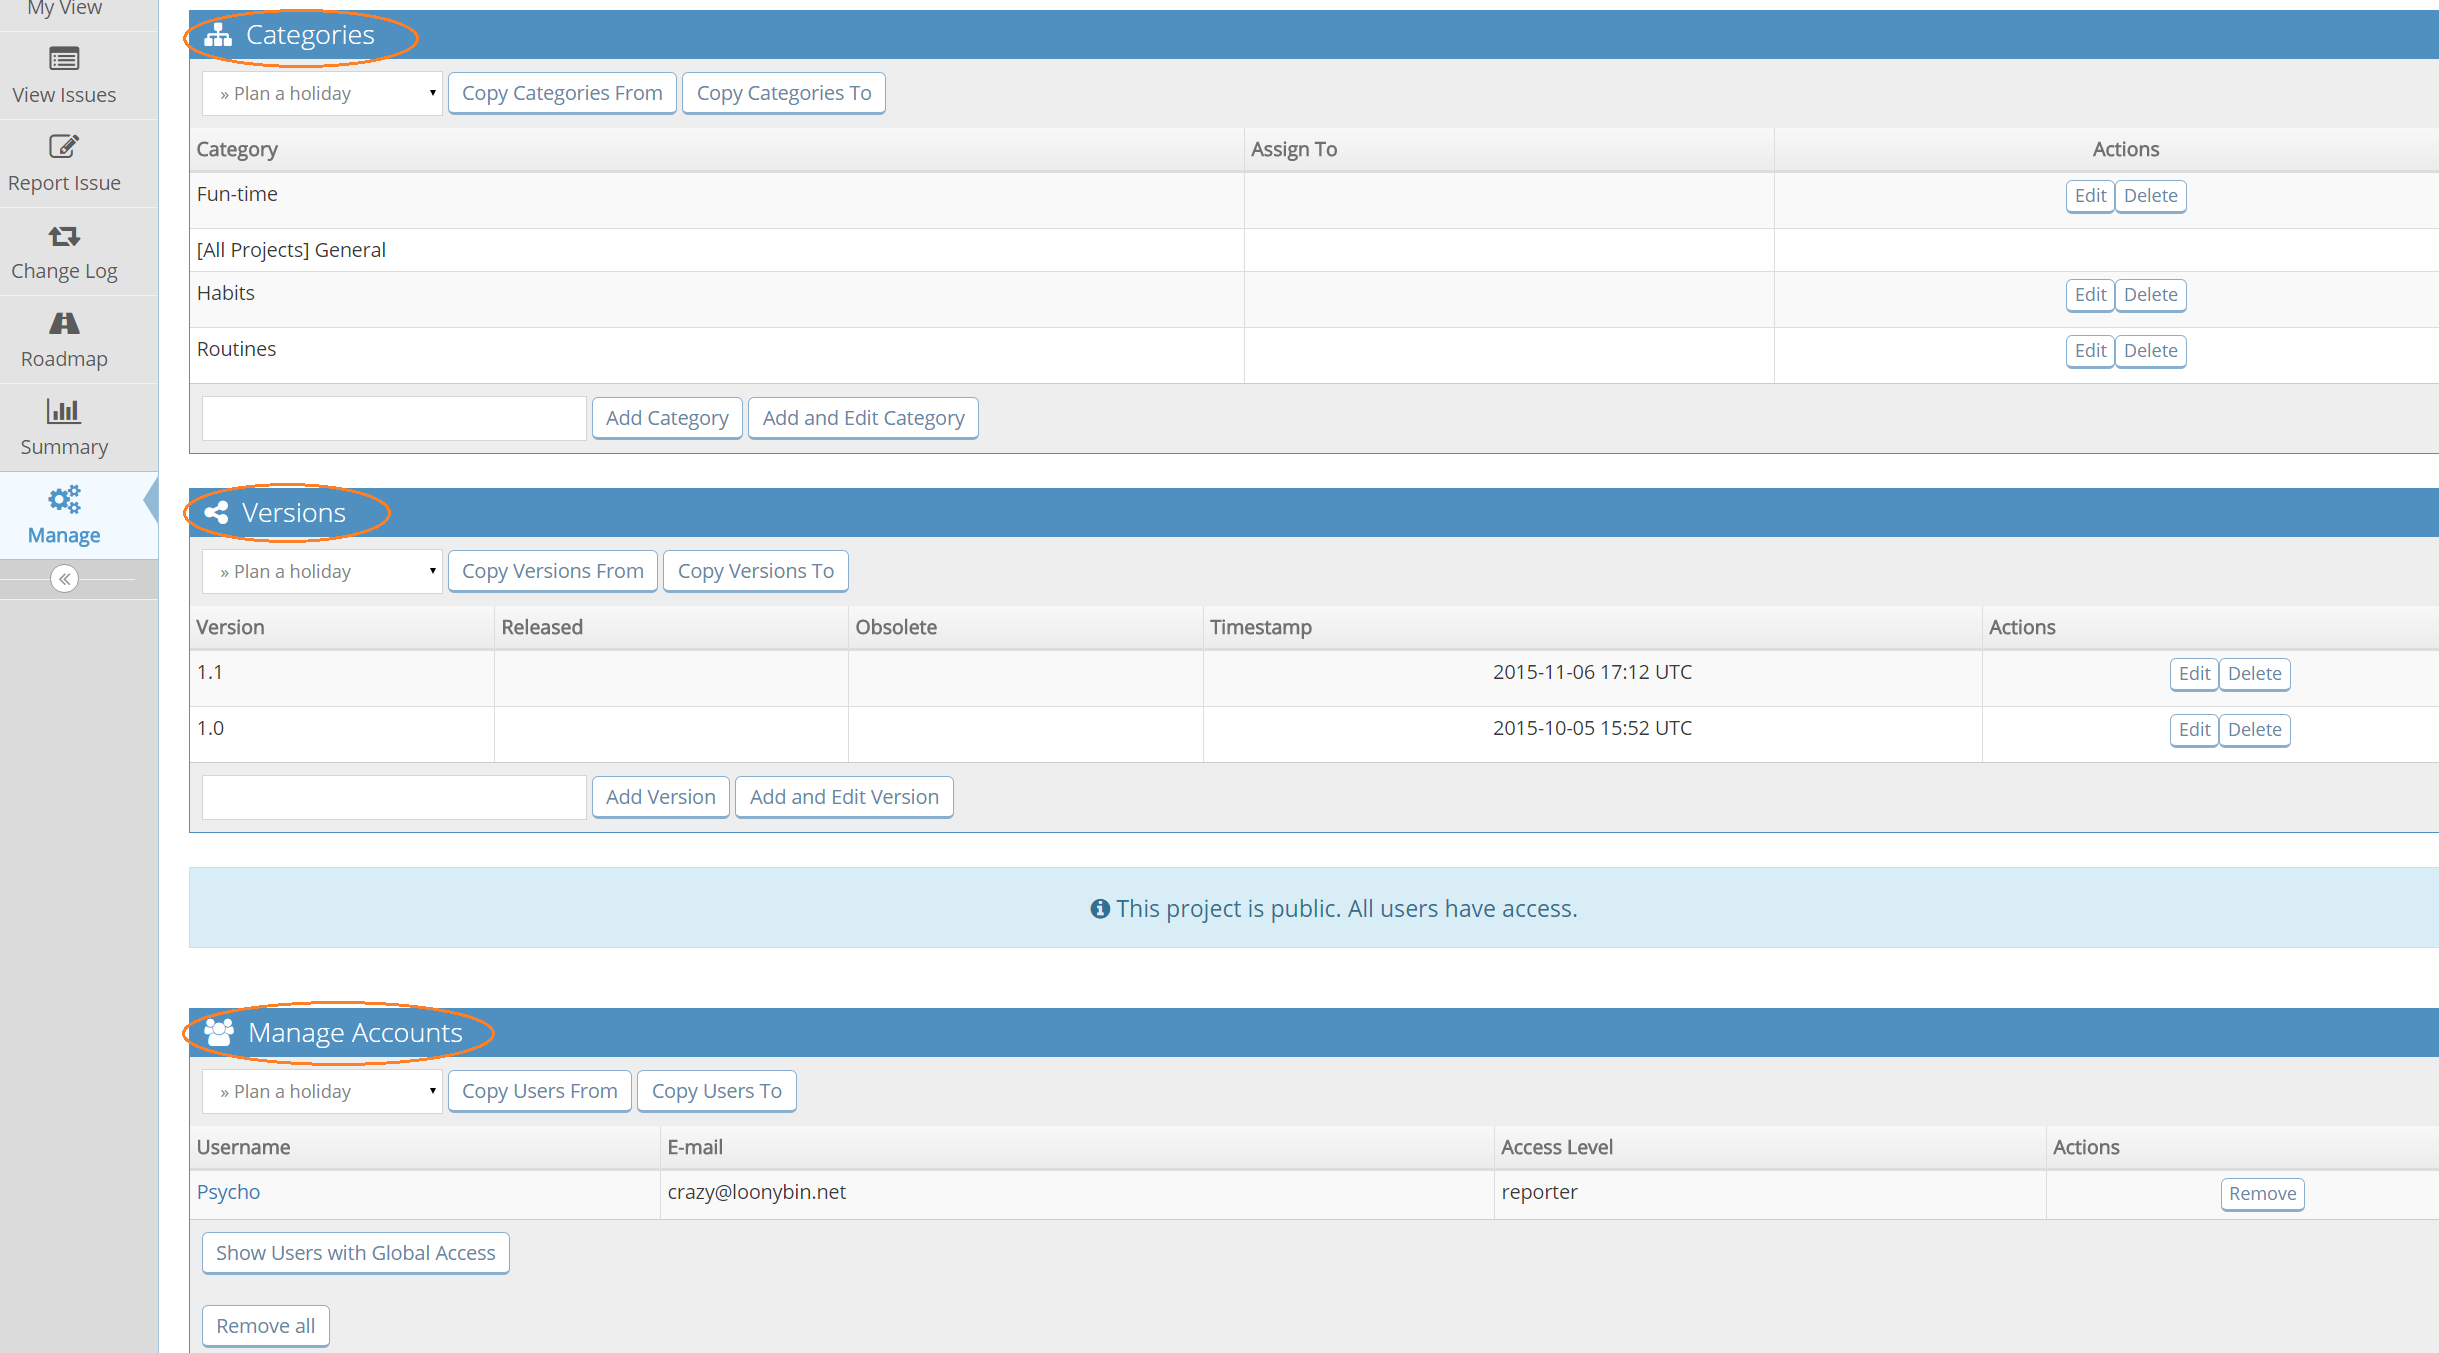 My View
View Issues
Report Issue
Change Log
Roadmap
Summary
Manage
Categories
» Plan a holiday Copy Categories From Copy Categories To
Category Assign To Actions
Fun-time Edit Delete
[All Projects] General
Habits Edit Delete
Routines Edit Delete
Add Category Add and Edit Category
Versions
» Plan a holiday Copy Versions From Copy Versions To
Version Released Obsolete Timestamp Actions
1.1 2015-11-06 17:12 UTC Edit Delete
1.0 2015-10-05 15:52 UTC Edit Delete
Add Version Add and Edit Version
This project is public. All users have access.
Manage Accounts
» Plan a holiday Copy Users From Copy Users To
Username E-mail Access Level Actions
Psycho crazy@loonybin.net reporter Remove
Show Users with Global Access
Remove all